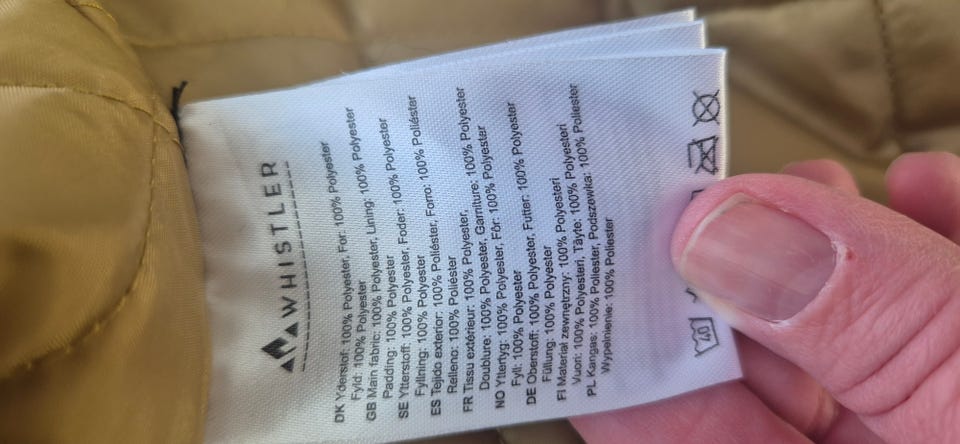 WHISTLER
DK Yderstof: 100% Polyester, For: 100% Polyester
Fyld: 100% Polyester
GB Main fabric: 100% Polyester, Lining: 100% Polyester
Padding: 100% Polyester
SE Ytterstoff: 100% Polyester, Foder: 100% Polyester
Fyllning: 100% Polyester
ES Tejido exterior: 100% Poliéster, Forro: 100% Poliéster
Relleno: 100% Poliéster
FR Tissu extérieur: 100% Polyester,
Doublure: 100% Polyester, Garniture: 100% Polyester
NO Yttertyg: 100% Polyester, Fôr: 100% Polyester
Fyll: 100% Polyester
DE Oberstoff: 100% Polyester, Futter: 100% Polyester
Füllung: 100% Polyester
FI Materiał zewnętrzny: 100% Polyesteri
Vuori: 100% Polyesteri, Täyte: 100% Polyester
PL Kangas: 100% Poliester, Podszewka: 100% Poliester
Wypełnienie: 100% Poliester
40